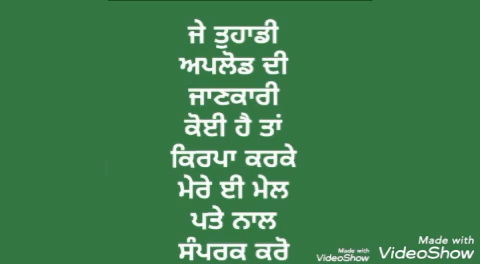 ਜੇ ਤੁਹਾਡੀ
ਅਪਲੋਡ ਦੀ
ਜਾਣਕਾਰੀ
ਕੋਈ ਹੈ ਤਾਂ
ਕਿਰਪਾ ਕਰਕੇ
ਮੇਰੇ ਈ ਮੇਲ
ਪਤੇ ਨਾਲ
ਸੰਪਰਕ ਕਰੋ
Made with
VideoShow
Made with
VideoShow